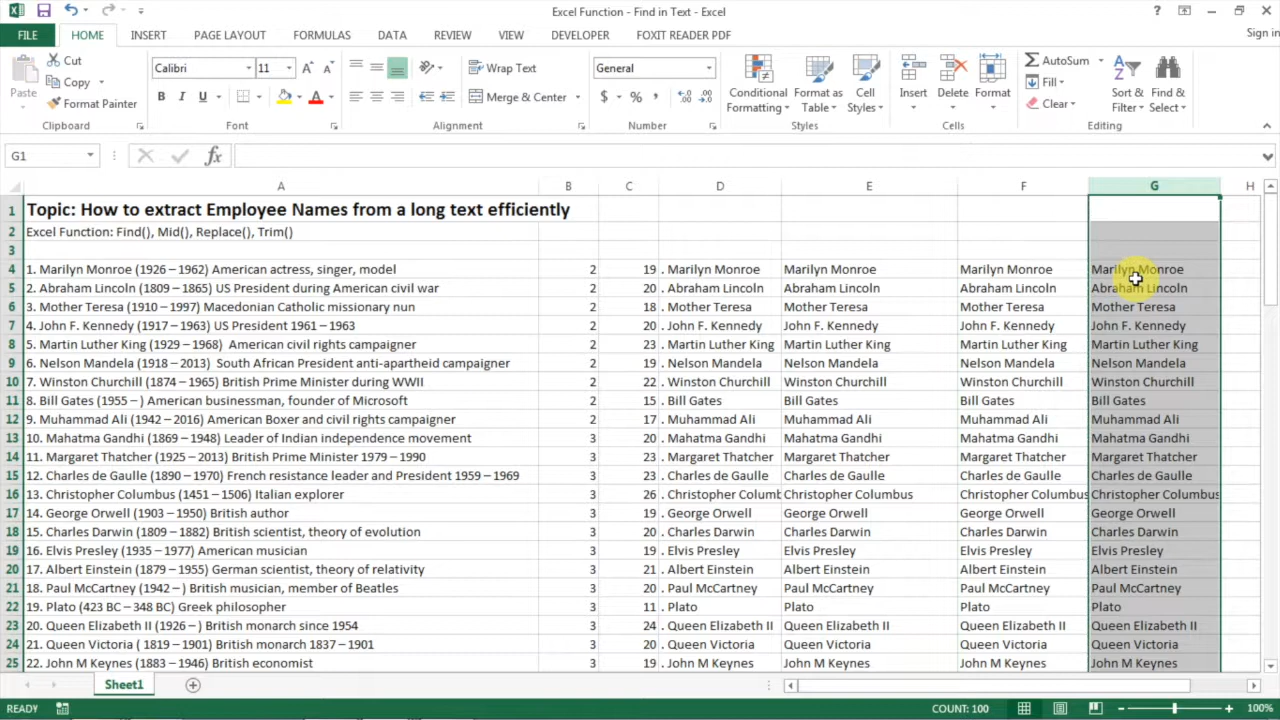 Excel Function - Find in Text - Excel
Sign in
FILE HOME INSERT PAGE LAYOUT FORMULAS DATA REVIEW VIEW DEVELOPER FOXIT READER PDF
Paste
Cut
Copy
Format Painter
Clipboard
Calibri 11
B I U
Font
Wrap Text
Merge & Center
Alignment
General
$ % ,
Number
Conditional Formatting
Format as Table
Cell Styles
Styles
Insert Delete Format
Cells
AutoSum
Fill
Clear
Sort & Filter
Find & Select
Editing
G1 fx
A B C D E F G H
1 Topic: How to extract Employee Names from a long text efficiently
2 Excel Function: Find(), Mid(), Replace(), Trim()
3
4 1. Marilyn Monroe (1926 – 1962) American actress, singer, model 2 19 . Marilyn Monroe Marilyn Monroe Marilyn Monroe Marilyn Monroe
5 2. Abraham Lincoln (1809 – 1865) US President during American civil war 2 20 . Abraham Lincoln Abraham Lincoln Abraham Lincoln Abraham Lincoln
6 3. Mother Teresa (1910 – 1997) Macedonian Catholic missionary nun 2 18 . Mother Teresa Mother Teresa Mother Teresa Mother Teresa
7 4. John F. Kennedy (1917 – 1963) US President 1961 – 1963 2 20 . John F. Kennedy John F. Kennedy John F. Kennedy John F. Kennedy
8 5. Martin Luther King (1929 – 1968) American civil rights campaigner 2 23 . Martin Luther King Martin Luther King Martin Luther King Martin Luther King
9 6. Nelson Mandela (1918 – 2013) South African President anti-apartheid campaigner 2 19 . Nelson Mandela Nelson Mandela Nelson Mandela Nelson Mandela
10 7. Winston Churchill (1874 – 1965) British Prime Minister during WWII 2 22 . Winston Churchill Winston Churchill Winston Churchill Winston Churchill
11 8. Bill Gates (1955 – ) American businessman, founder of Microsoft 2 15 . Bill Gates Bill Gates Bill Gates Bill Gates
12 9. Muhammad Ali (1942 – 2016) American Boxer and civil rights campaigner 2 17 . Muhammad Ali Muhammad Ali Muhammad Ali Muhammad Ali
13 10. Mahatma Gandhi (1869 – 1948) Leader of Indian independence movement 3 20 . Mahatma Gandhi Mahatma Gandhi Mahatma Gandhi Mahatma Gandhi
14 11. Margaret Thatcher (1925 – 2013) British Prime Minister 1979 – 1990 3 23 . Margaret Thatcher Margaret Thatcher Margaret Thatcher Margaret Thatcher
15 12. Charles de Gaulle (1890 – 1970) French resistance leader and President 1959 – 1969 3 23 . Charles de Gaulle Charles de Gaulle Charles de Gaulle Charles de Gaulle
16 13. Christopher Columbus (1451 – 1506) Italian explorer 3 26 . Christopher Columb Christopher Columbus Christopher Columbus Christopher Columbus
17 14. George Orwell (1903 – 1950) British author 3 19 . George Orwell George Orwell George Orwell George Orwell
18 15. Charles Darwin (1809 – 1882) British scientist, theory of evolution 3 20 . Charles Darwin Charles Darwin Charles Darwin Charles Darwin
19 16. Elvis Presley (1935 – 1977) American musician 3 19 . Elvis Presley Elvis Presley Elvis Presley Elvis Presley
20 17. Albert Einstein (1879 – 1955) German scientist, theory of relativity 3 21 . Albert Einstein Albert Einstein Albert Einstein Albert Einstein
21 18. Paul McCartney (1942 – ) British musician, member of Beatles 3 20 . Paul McCartney Paul McCartney Paul McCartney Paul McCartney
22 19. Plato (423 BC – 348 BC) Greek philosopher 3 11 . Plato Plato Plato Plato
23 20. Queen Elizabeth II (1926 – ) British monarch since 1954 3 24 . Queen Elizabeth II Queen Elizabeth II Queen Elizabeth II Queen Elizabeth II
24 21. Queen Victoria ( 1819 – 1901) British monarch 1837 – 1901 3 20 . Queen Victoria Queen Victoria Queen Victoria Queen Victoria
25 22. John M Keynes (1883 – 1946) British economist 3 19 . John M Keynes John M Keynes John M Keynes John M Keynes
Sheet1
READY COUNT: 100 100%